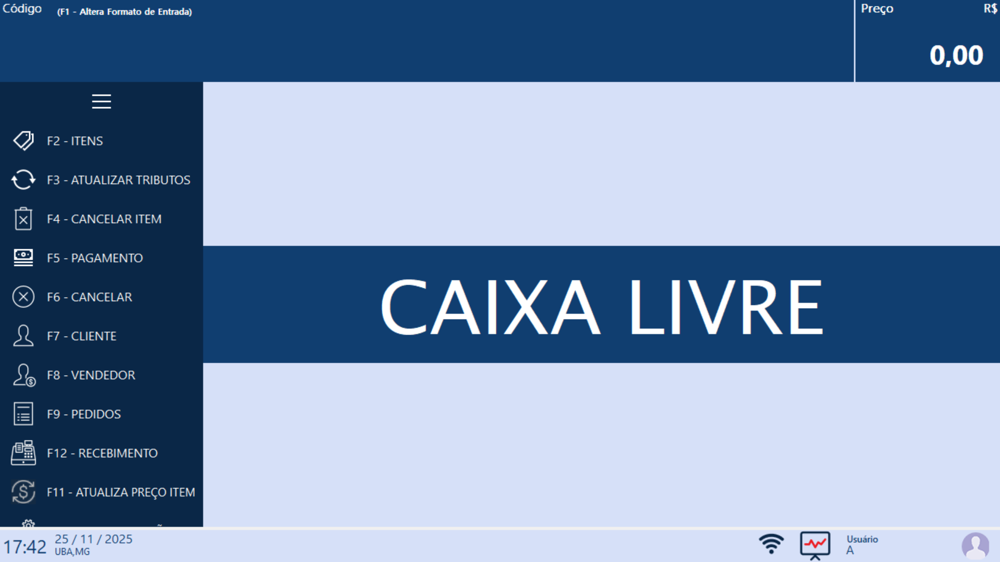 Código (F1 - Altera Formato de Entrada)
Preço R$
0,00
F2 - ITENS
F3 - ATUALIZAR TRIBUTOS
F4 - CANCELAR ITEM
F5 - PAGAMENTO
F6 - CANCELAR
F7 - CLIENTE
F8 - VENDEDOR
F9 - PEDIDOS
F12 - RECEBIMENTO
F11 - ATUALIZA PREÇO ITEM
CAIXA LIVRE
17:42
25 / 11 / 2025
UBA,MG
Usuário
A